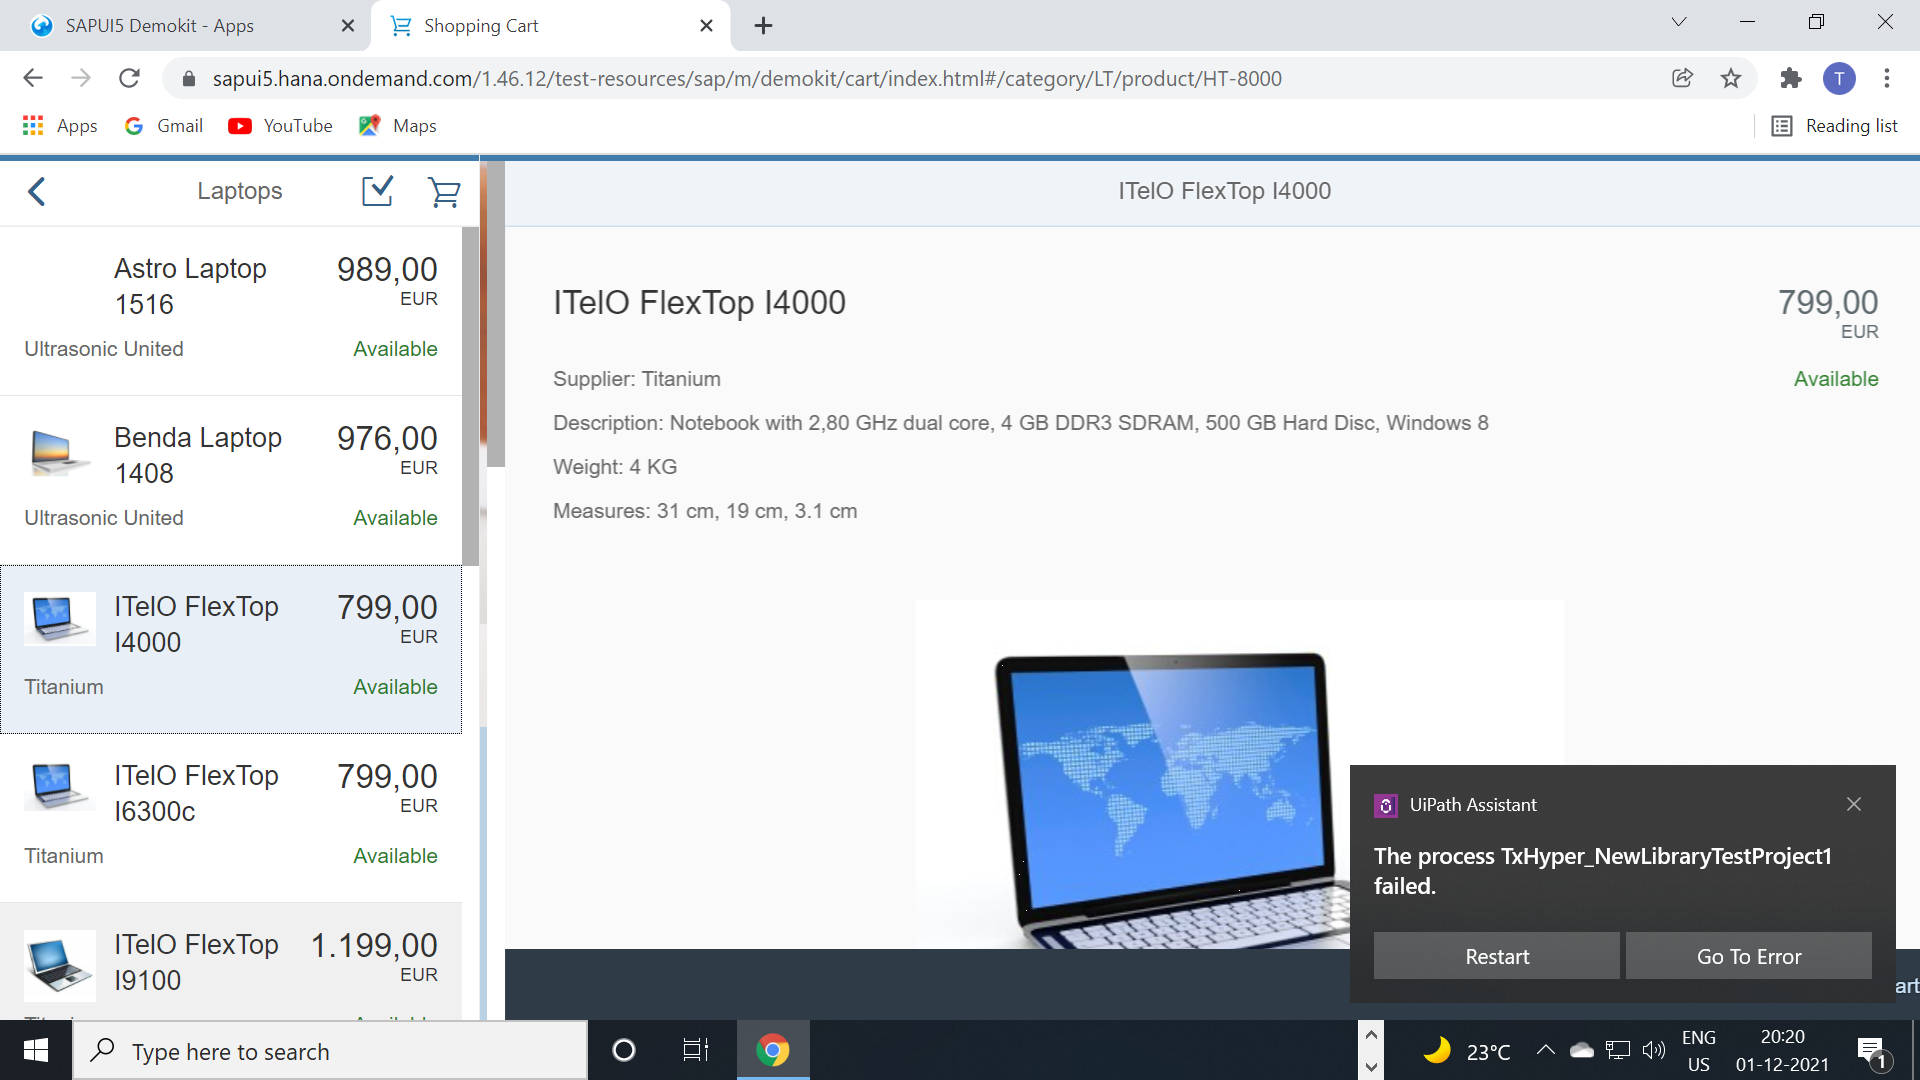 SAPUI5 Demokit - Apps
Shopping Cart
sapui5.hana.ondemand.com/1.46.12/test-resources/sap/m/demokit/cart/index.html#/category/LT/product/HT-8000
T
Apps
Gmail
YouTube
Maps
Reading list
Laptops
ITelO FlexTop I4000
Astro Laptop
1516
989,00
EUR
Ultrasonic United
Available
Benda Laptop
1408
976,00
EUR
Ultrasonic United
Available
ITelO FlexTop
I4000
799,00
EUR
Titanium
Available
ITelO FlexTop
I6300c
799,00
EUR
Titanium
Available
ITelO FlexTop
I9100
1.199,00
EUR
ITelO FlexTop I4000
799,00
EUR
Supplier: Titanium
Available
Description: Notebook with 2,80 GHz dual core, 4 GB DDR3 SDRAM, 500 GB Hard Disc, Windows 8
Weight: 4 KG
Measures: 31 cm, 19 cm, 3.1 cm
UiPath Assistant
The process TxHyper_NewLibraryTestProject1
failed.
Restart
Go To Error
art
Type here to search
23°C
ENG
US
20:20
01-12-2021
1